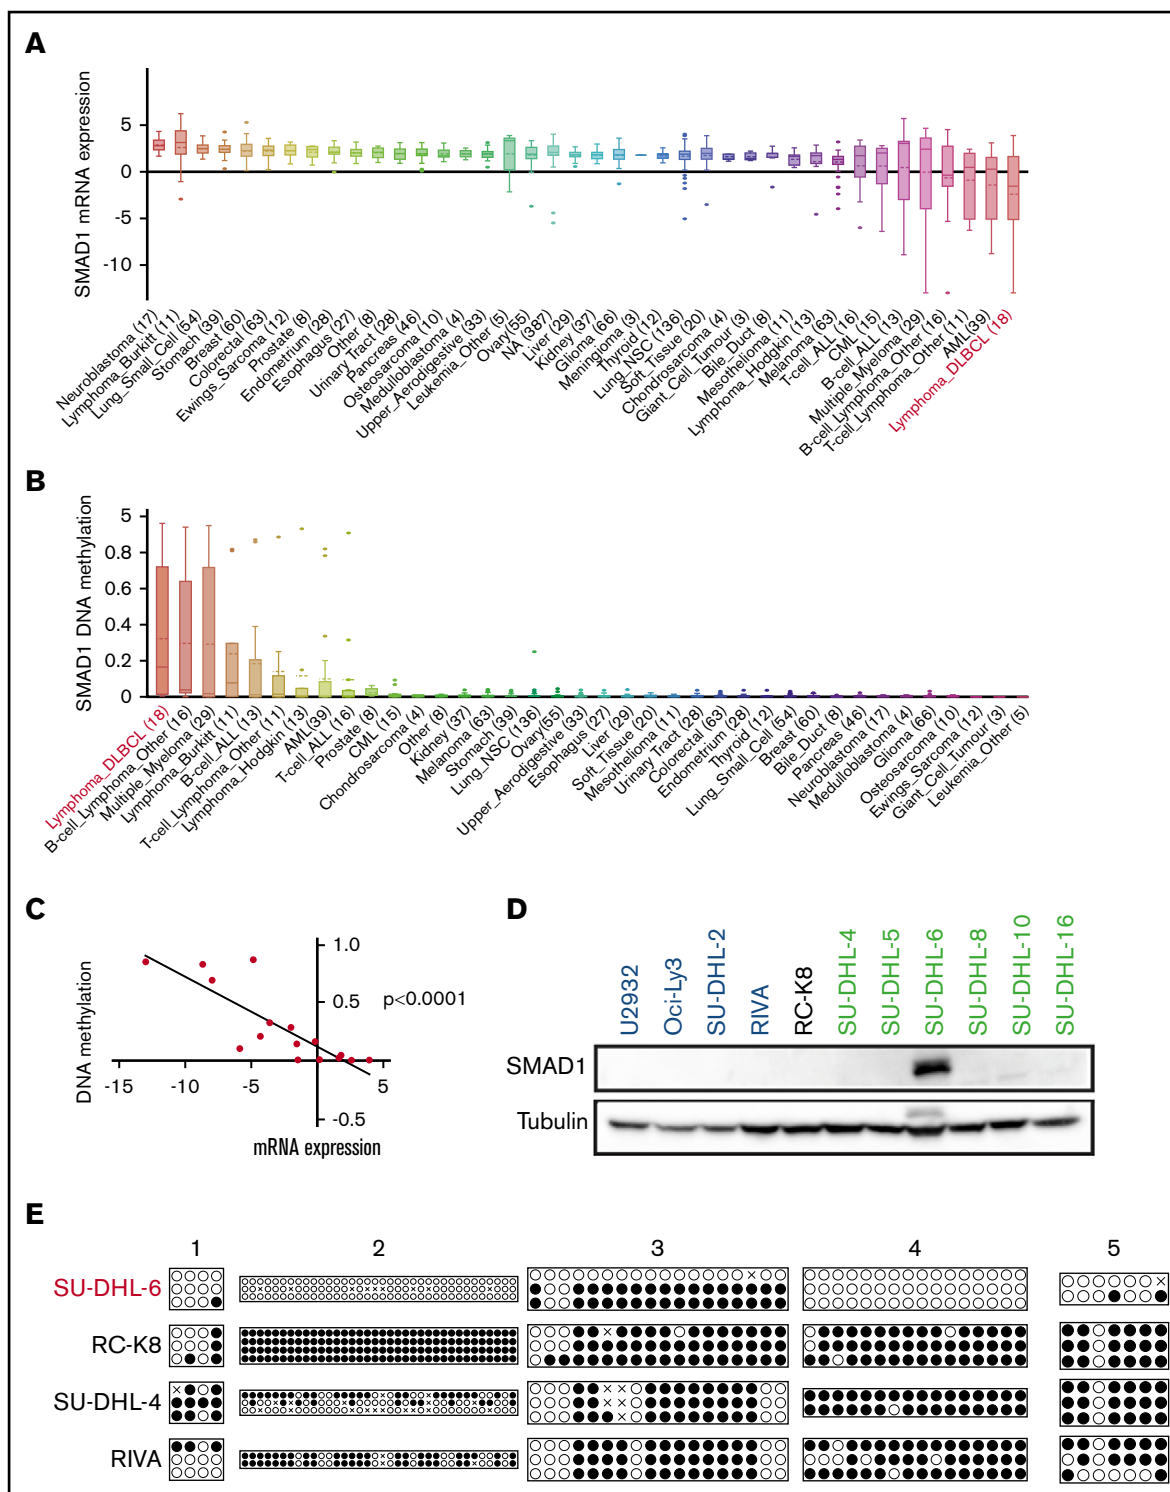 A
SMAD1 mRNA expression
5
0
-5
-10
Neuroblastoma (17)
Lymphoma_Burkitt (11)
Lung_Small_Cell (54)
Stomach (39)
Breast (60)
Colorectal (63)
Ewings_Sarcoma (12)
Prostate (8)
Endometrium (28)
Esophagus (27)
Other (8)
Urinary Tract (28)
Pancreas (46)
Osteosarcoma (10)
Medulloblastoma (4)
Upper_Aerodigestive (33)
Leukemia_Other (5)
Ovary(55)
NA (387)
Liver (29)
Kidney (37)
Glioma (66)
Meningioma (3)
Thyroid (12)
Lung_NSC (136)
Soft_Tissue (20)
Chondrosarcoma (4)
Giant_Cell_Tumour (3)
Bile_Duct (8)
Mesothelioma (11)
Lymphoma_Hodgkin (13)
Melanoma (63)
T-cell_ALL (16)
CML (15)
B-cell_ALL (13)
Multiple_Myeloma (29)
B-cell_Lymphoma_Other (16)
T-cell_Lymphoma_Other (11)
AML(39)
Lymphoma_DLBCL (18)
B
SMAD1 DNA methylation
5
0.8
0.6
0.4
0.2
0
Lymphoma_DLBCL (18)
B-cell_Lymphoma_Other (16)
Multiple_Myeloma (29)
Lymphoma_Burkitt (11)
B-cell_ALL (13)
T-cell_Lymphoma_Other (11)
Lymphoma_Hodgkin (13)
AML(39)
T-cell_ALL (16)
Prostate (8)
CML (15)
Chondrosarcoma (4)
Other (8)
Kidney (37)
Melanoma (63)
Stomach (39)
Lung_NSC (136)
Ovary(55)
Upper_Aerodigestive (33)
Esophagus (27)
Liver (29)
Soft_Tissue (20)
Mesothelioma (11)
Urinary Tract (28)
Colorectal (63)
Endometrium (28)
Thyroid (12)
Lung_Small_Cell (54)
Breast (60)
Bile_Duct (8)
Pancreas (46)
Neuroblastoma (17)
Medulloblastoma (4)
Glioma (66)
Osteosarcoma (10)
Ewings_Sarcoma (12)
Giant_Cell_Tumour (3)
Leukemia_Other (5)
C
DNA methylation
1.0
0.5
p<0.0001
-15
-10
-5
5
-0.5
mRNA expression
D
U2932
Oci-Ly3
SU-DHL-2
RIVA
RC-K8
SU-DHL-4
SU-DHL-5
SU-DHL-6
SU-DHL-8
SU-DHL-10
SU-DHL-16
SMAD1
Tubulin
E
1 2 3 4 5
SU-DHL-6
RC-K8
SU-DHL-4
RIVA